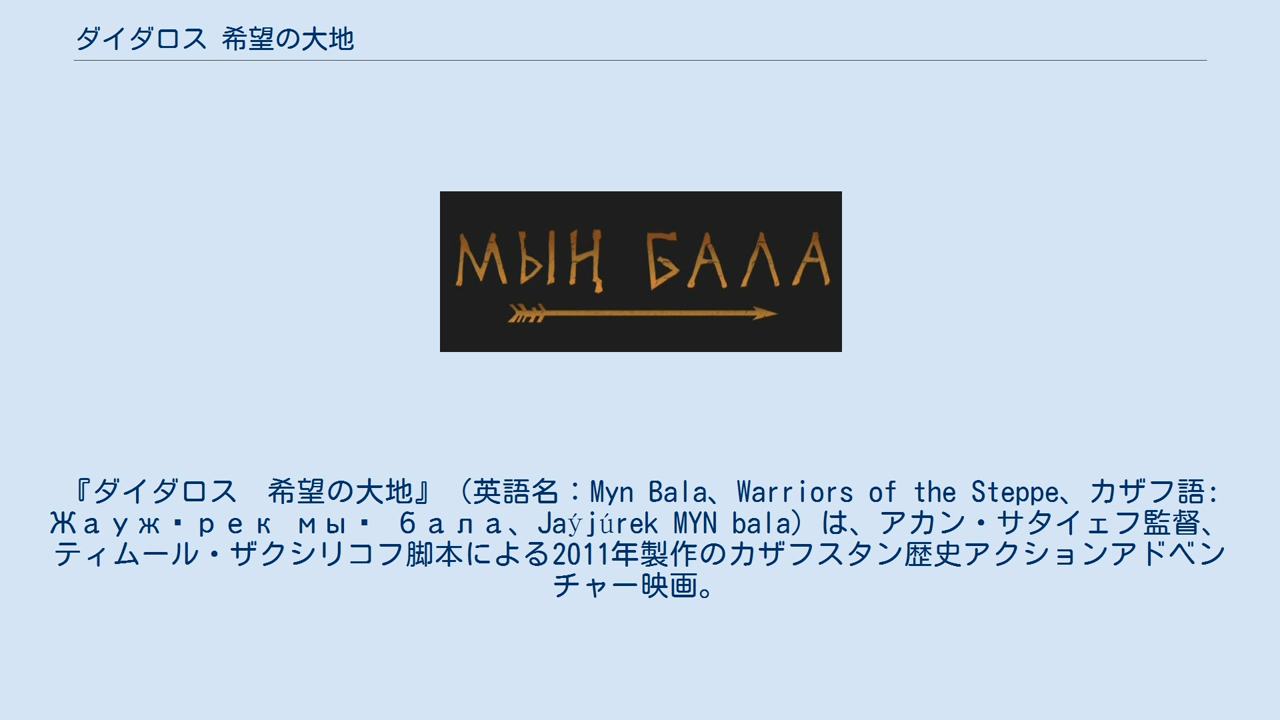 ダイダロス 希望の大地
МЫҢ БАЛА
『ダイダロス　希望の大地』（英語名：Myn Bala、Warriors of the Steppe、カザフ語:
Жауж▪рек мы▪ бала、Jaýjúrek MYN bala）は、アカン・サタイェフ監督、
ティムール・ザクシリコフ脚本による2011年製作のカザフスタン歴史アクションアドベン
チャー映画。